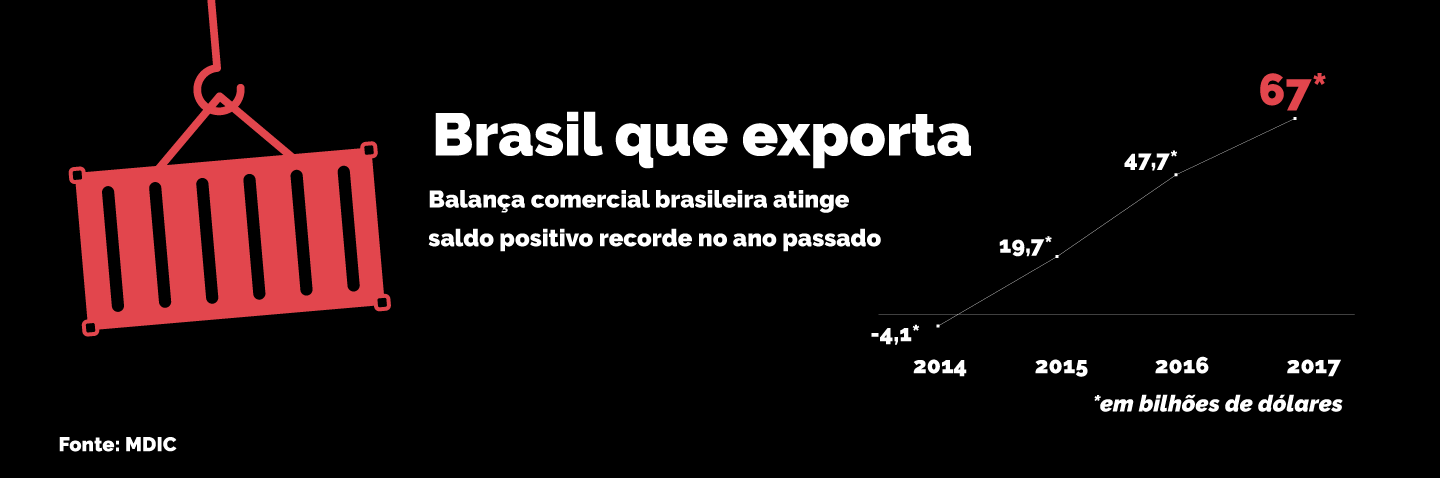 Brasil que exporta
Balança comercial brasileira atinge
saldo positivo recorde no ano passado
67*
47,7*
19,7*
-4,1*
2014 2015 2016 2017
*em bilhões de dólares
Fonte: MDIC